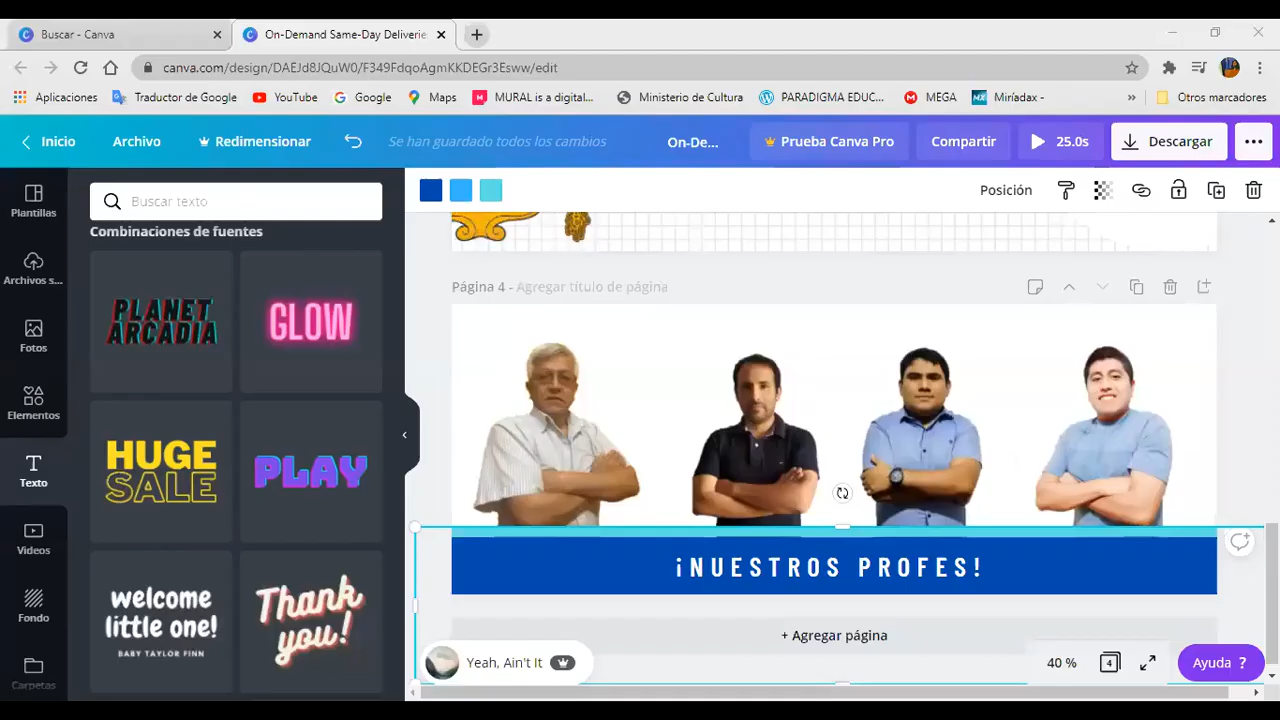 Buscar - Canva
On-Demand Same-Day Deliverie
canva.com/design/DAEJd8JQuW0/F349FdqoAgmKKDEGr3Esww/edit
Aplicaciones
Traductor de Google
YouTube
Google
Maps
MURAL is a digital...
Ministerio de Cultura
PARADIGMA EDUC...
MEGA
Miríadax -
»
Otros marcadores
Inicio
Archivo
Redimensionar
Se han guardado todos los cambios
On-De...
Prueba Canva Pro
Compartir
25.0s
Descargar
Plantillas
Archivos s...
Fotos
Elementos
Texto
Videos
Fondo
Carpetas
Buscar texto
Combinaciones de fuentes
PLANET
ARCADIA
GLOW
HUGE
SALE
PLAY
welcome
little one!
BABY TAYLOR FINN
Thank
you!
Posición
Página 4 - Agregar título de página
¡NUESTROS PROFES!
+ Agregar página
Yeah, Ain't It
40 %
4
Ayuda ?